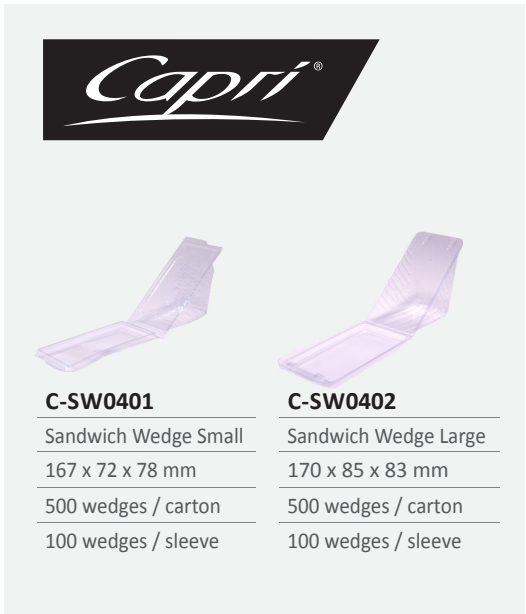 Capri®
C-SW0401
Sandwich Wedge Small
167 x 72 x 78 mm
500 wedges / carton
100 wedges / sleeve
C-SW0402
Sandwich Wedge Large
170 x 85 x 83 mm
500 wedges / carton
100 wedges / sleeve